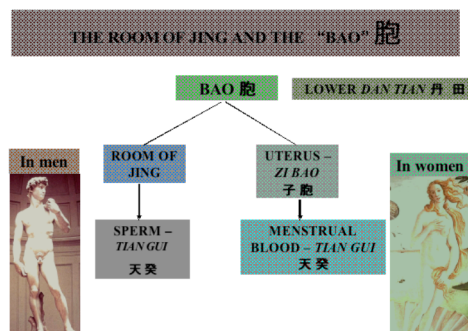 THE ROOM OF JING AND THE “BAO” 胞
BAO 胞
LOWER DAN TIAN 丹 田
In men
ROOM OF
JING
UTERUS –
ZI BAO
子 胞
In women
SPERM –
TIAN GUI
天 癸
MENSTRUAL
BLOOD – TIAN GUI
天 癸